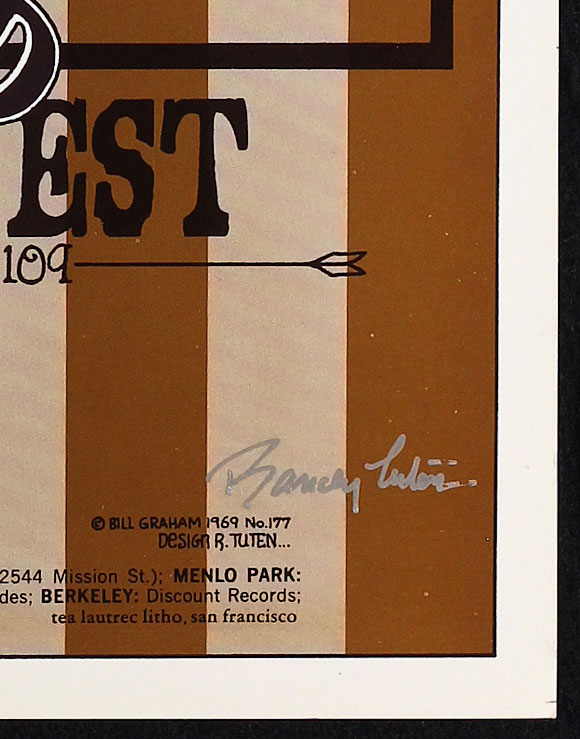 EST
109
Randy Tuten
© BILL GRAHAM 1969 No.177
DESIGN R. TUTEN...
2544 Mission St.); MENLO PARK:
des; BERKELEY: Discount Records;
tea lautrec litho, san francisco